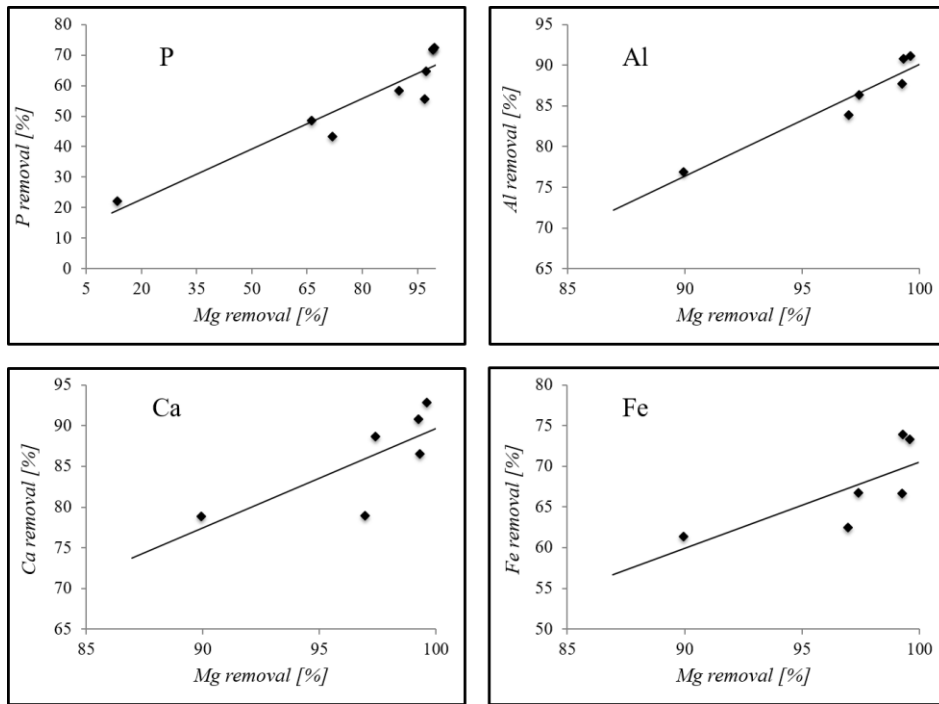 P
P removal [%]
80
70
60
50
40
30
20
10
0
5 20 35 50 65 80 95
Mg removal [%]
Al
Al removal [%]
95
90
85
80
75
70
65
85 90 95 100
Mg removal [%]
Ca
Ca removal [%]
95
90
85
80
75
70
65
85 90 95 100
Mg removal [%]
Fe
Fe removal [%]
80
75
70
65
60
55
50
85 90 95 100
Mg removal [%]